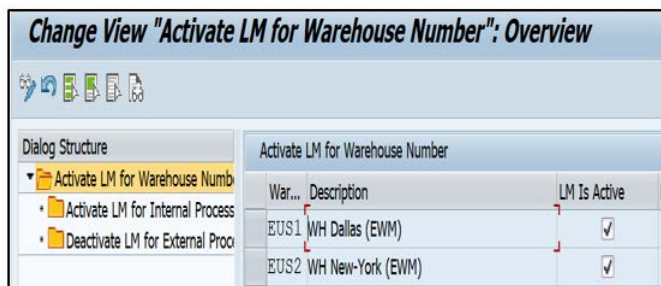 Change View "Activate LM for Warehouse Number": Overview
Dialog Structure
Activate LM for Warehouse Numb
Activate LM for Internal Process
Deactivate LM for External Proc
Activate LM for Warehouse Number
War... Description LM Is Active
EUS1 WH Dallas (EWM)
EUS2 WH New-York (EWM)